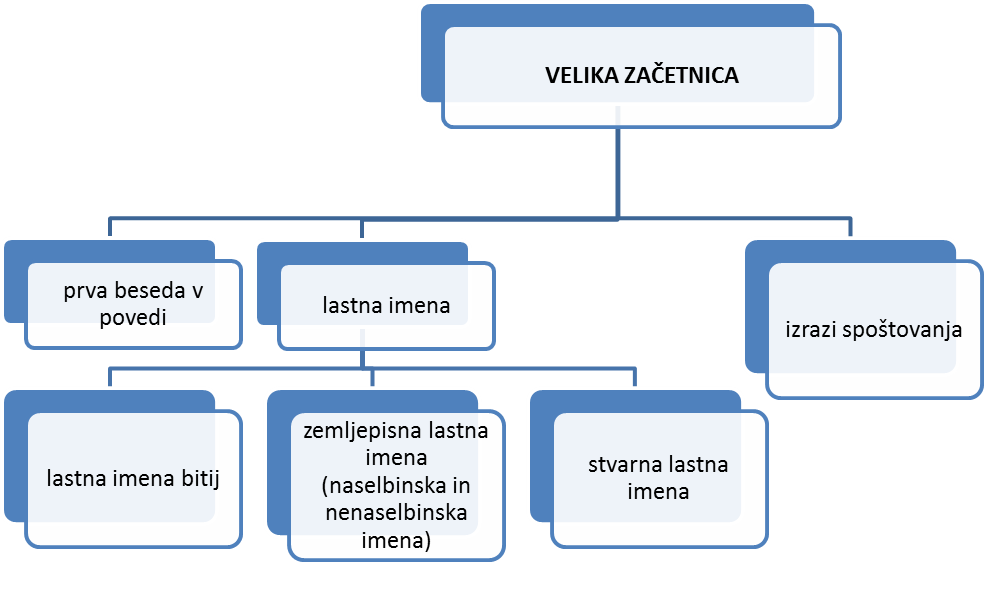 VELIKA ZAČETNICA
prva beseda v
povedi
lastna imena
izrazi spoštovanja
lastna imena bitij
zemljepisna lastna
imena
(naselbinska in
nenaselbinska
imena)
stvarna lastna
imena